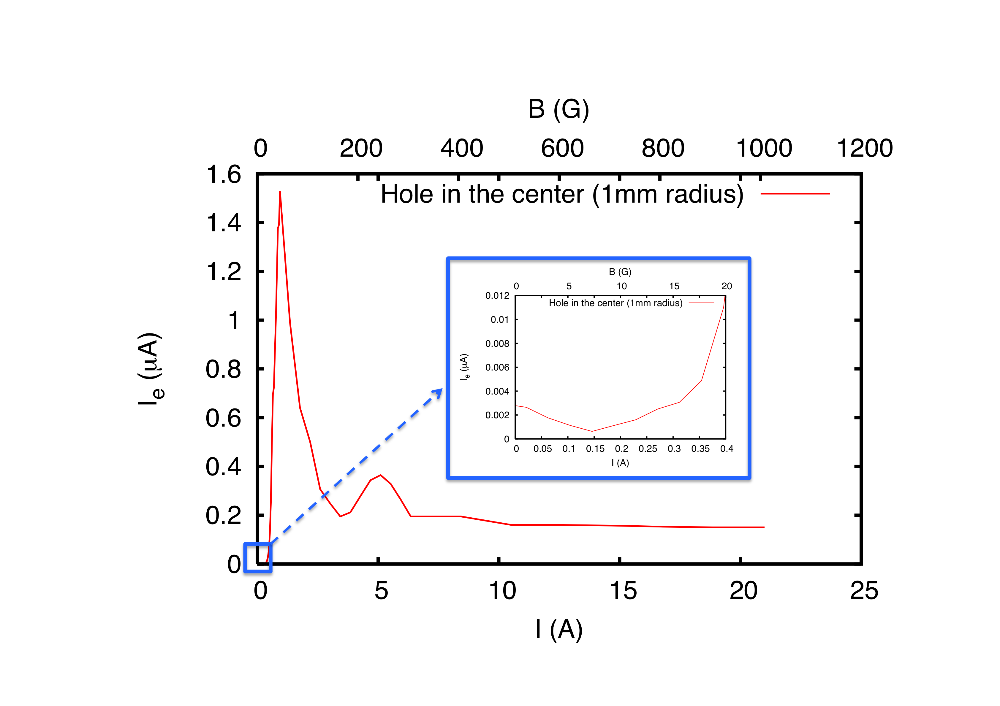 B (G)
0 200 400 600 800 1000 1200
1.6
Hole in the center (1mm radius)
1.4
1.2
1
0.8
0.6
0.4
0.2
0
I_e (μA)
0 5 10 15 20 25
I (A)
B (G)
0 5 10 15 20
0.012
Hole in the center (1mm radius)
0.01
0.008
0.006
0.004
0.002
0
I_e (μA)
0 0.05 0.1 0.15 0.2 0.25 0.3 0.35 0.4
I (A)